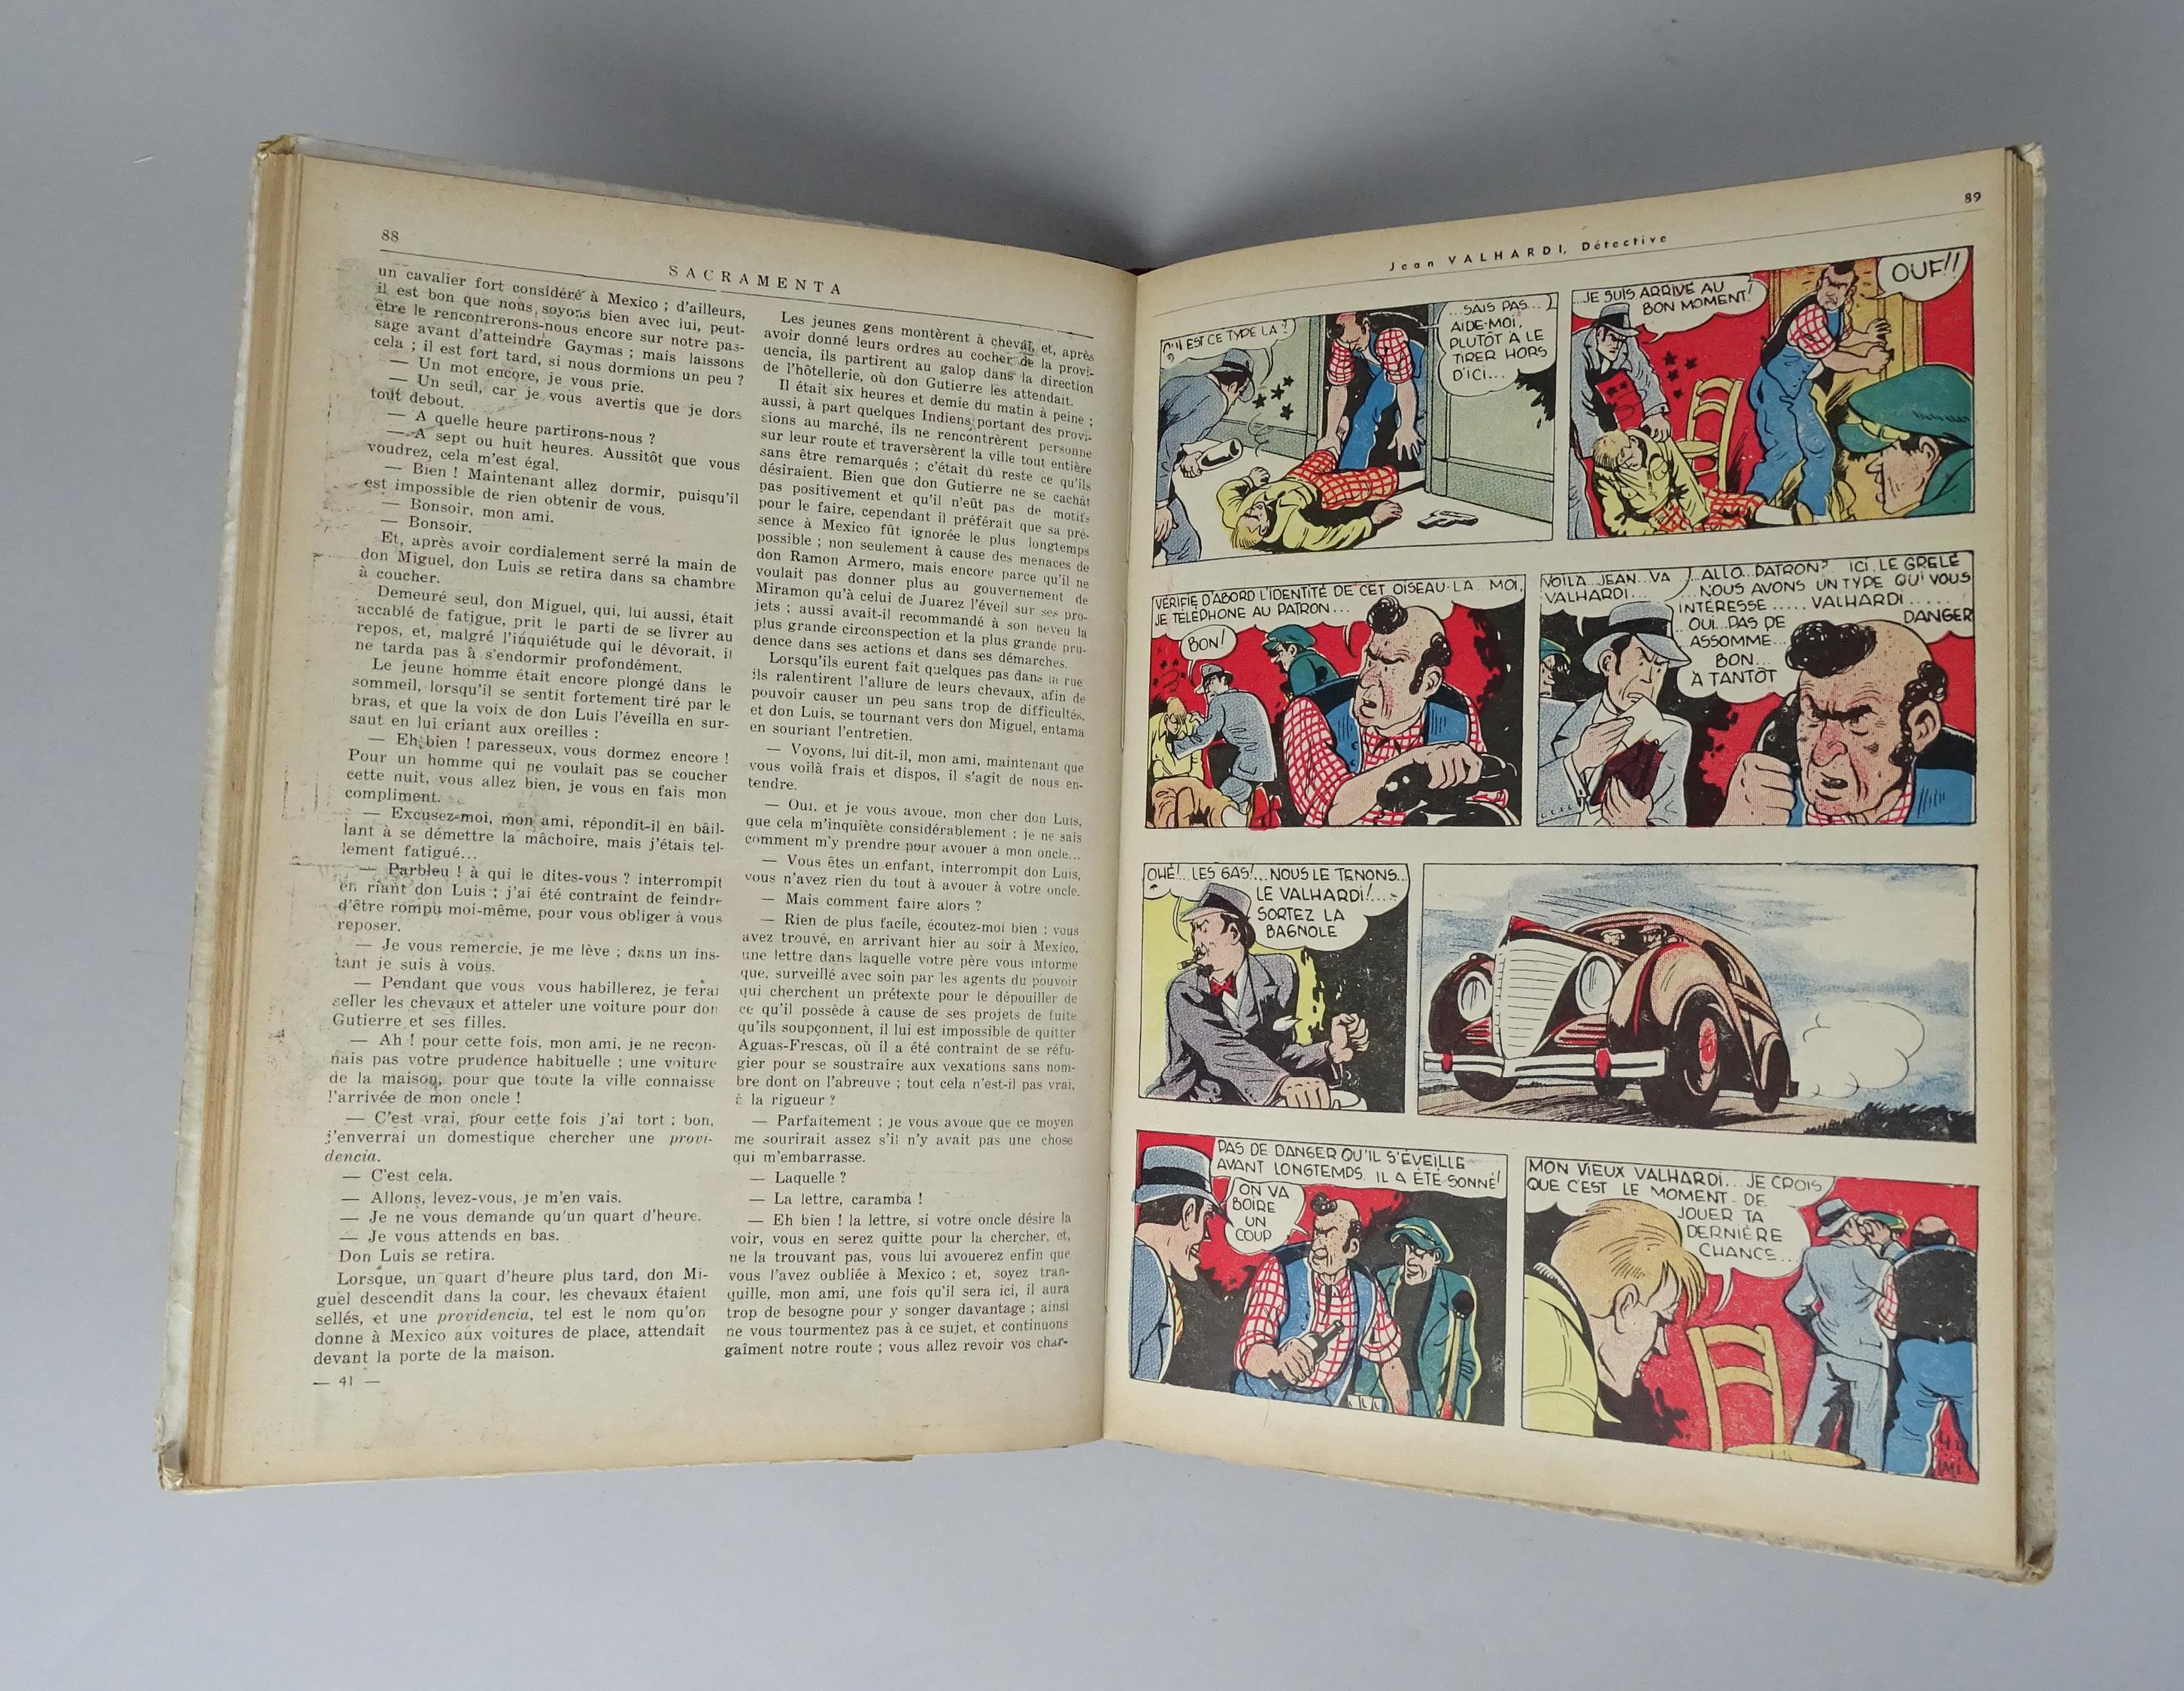 88
SACRAMENTA
un cavalier fort considéré à Mexico ; d'ailleurs,
il est bon que nous soyons bien avec lui, peut-
être le rencontrerons-nous encore sur notre pas-
sage avant d'atteindre Gaymas ; mais laissons
cela ; il est fort tard, si nous dormions un peu ?
— Un mot encore, je vous prie.
— Un seul, car je vous avertis que je dors
tout debout.
— A quelle heure partirons-nous ?
— A sept ou huit heures. Aussitôt que vous
voudrez, cela m'est égal.
— Bien ! Maintenant allez dormir, puisqu'il
est impossible de rien obtenir de vous.
— Bonsoir, mon ami.
— Bonsoir.
Et, après avoir cordialement serré la main de
don Miguel, don Luis se retira dans sa chambre
à coucher.
Demeuré seul, don Miguel, qui, lui aussi, était
accablé de fatigue, prit le parti de se livrer au
repos, et, malgré l'inquiétude qui le dévorait, il
ne tarda pas à s'endormir profondément.
Le jeune homme était encore plongé dans le
sommeil, lorsqu'il se sentit fortement tiré par le
bras, et que la voix de don Luis l'éveilla en sur-
saut en lui criant aux oreilles :
— Eh bien ! paresseux, vous dormez encore !
Pour un homme qui ne voulait pas se coucher
cette nuit, vous allez bien, je vous en fais mon
compliment.
— Excusez-moi, mon ami, répondit-il en bâil-
lant à se démettre la mâchoire, mais j'étais tel-
lement fatigué...
— Parbleu ! à qui le dites-vous ? interrompit
en riant don Luis ; j'ai été contraint de feindre
d'être rompu moi-même, pour vous obliger à vous
reposer.
— Je vous remercie, je me lève ; dans un ins-
tant je suis à vous.
— Pendant que vous vous habillerez, je ferai
seller les chevaux et atteler une voiture pour don
Gutierre et ses filles.
— Ah ! pour cette fois, mon ami, je ne recon-
nais pas votre prudence habituelle ; une voiture
de la maison, pour que toute la ville connaisse
l'arrivée de mon oncle !
— C'est vrai, pour cette fois j'ai tort ; bon,
j'enverrai un domestique chercher une provi-
dencia.
— C'est cela.
— Allons, levez-vous, je m'en vais.
— Je ne vous demande qu'un quart d'heure.
— Je vous attends en bas.
Don Luis se retira.
Lorsque, un quart d'heure plus tard, don Mi-
guel descendit dans la cour, les chevaux étaient
sellés, et une providencia, tel est le nom qu'on
donne à Mexico aux voitures de place, attendait
devant la porte de la maison.
— 41 —
Les jeunes gens montèrent à cheval, et, après
avoir donné leurs ordres au cocher de la provi-
dencia, ils partirent au galop dans la direction
de l'hôtellerie, où don Gutierre les attendait.
Il était six heures et demie du matin à peine ;
aussi, à part quelques Indiens portant des provi-
sions au marché, ils ne rencontrèrent personne
sur leur route et traversèrent la ville tout entière
sans être remarqués ; c'était du reste ce qu'ils
désiraient. Bien que don Gutierre ne se cachât
pas positivement et qu'il n'eût pas de motifs
pour le faire, cependant il préférait que sa pré-
sence à Mexico fût ignorée le plus longtemps
possible ; non seulement à cause des menaces de
don Ramon Armero, mais encore parce qu'il ne
voulait pas donner plus au gouvernement de
Miramon qu'à celui de Juarez l'éveil sur ses pro-
jets ; aussi avait-il recommandé à son neveu la
plus grande circonspection et la plus grande pru-
dence dans ses actions et dans ses démarches.
Lorsqu'ils eurent fait quelques pas dans la rue
ils ralentirent l'allure de leurs chevaux, afin de
pouvoir causer un peu sans trop de difficultés,
et don Luis, se tournant vers don Miguel, entama
en souriant l'entretien.
— Voyons, lui dit-il, mon ami, maintenant que
vous voilà frais et dispos, il s'agit de nous en-
tendre.
— Oui, et je vous avoue, mon cher don Luis,
que cela m'inquiète considérablement ; je ne sais
comment m'y prendre pour avouer à mon oncle...
— Vous êtes un enfant, interrompit don Luis,
vous n'avez rien du tout à avouer à votre oncle.
— Mais comment faire alors ?
— Rien de plus facile, écoutez-moi bien : vous
avez trouvé, en arrivant hier au soir à Mexico,
une lettre dans laquelle votre père vous informe
que, surveillé avec soin par les agents du pouvoir
qui cherchent un prétexte pour le dépouiller de
ce qu'il possède à cause de ses projets de fuite
qu'ils soupçonnent, il lui est impossible de quitter
Aguas-Frescas, où il a été contraint de se réfu-
gier pour se soustraire aux vexations sans nom-
bre dont on l'abreuve ; tout cela n'est-il pas vrai,
à la rigueur ?
— Parfaitement ; je vous avoue que ce moyen
me sourirait assez s'il n'y avait pas une chose
qui m'embarrasse.
— Laquelle ?
— La lettre, caramba !
— Eh bien ! la lettre, si votre oncle désire la
voir, vous en serez quitte pour la chercher, et,
ne la trouvant pas, vous lui avouerez enfin que
vous l'avez oubliée à Mexico ; et, soyez tran-
quille, mon ami, une fois qu'il sera ici, il aura
trop de besogne pour y songer davantage ; ainsi
ne vous tourmentez pas à ce sujet, et continuons
gaîment notre route ; vous allez revoir vos char-
89
Jean VALHARDI, Détective
QUI EST CE TYPE LÀ ?
...SAIS PAS...
AIDE-MOI,
PLUTÔT À LE
TIRER HORS
D'ICI...
JE SUIS ARRIVÉ AU
BON MOMENT!
OUF!!
VÉRIFIE D'ABORD L'IDENTITÉ DE CET OISEAU-LÀ... MOI,
JE TÉLÉPHONE AU PATRON...
BON!
VOILÀ...JEAN...VA
VALHARDI...
...ALLO...PATRON? ICI, LE GRÊLÉ
...NOUS AVONS UN TYPE QUI VOUS
INTÉRESSE ..... VALHARDI .....
OUI...PAS DE DANGER
ASSOMMÉ...
BON...
À TANTÔT
OHÉ!..LES GAS!...NOUS LE TENONS...
LE VALHARDI!....
SORTEZ LA
BAGNOLE
PAS DE DANGER QU'IL S'ÉVEILLE
AVANT LONGTEMPS. IL A ÉTÉ SONNÉ!
ON VA
BOIRE
UN
COUP
MON VIEUX VALHARDI...JE CROIS
QUE C'EST LE MOMENT DE
JOUER TA
DERNIÈRE
CHANCE...